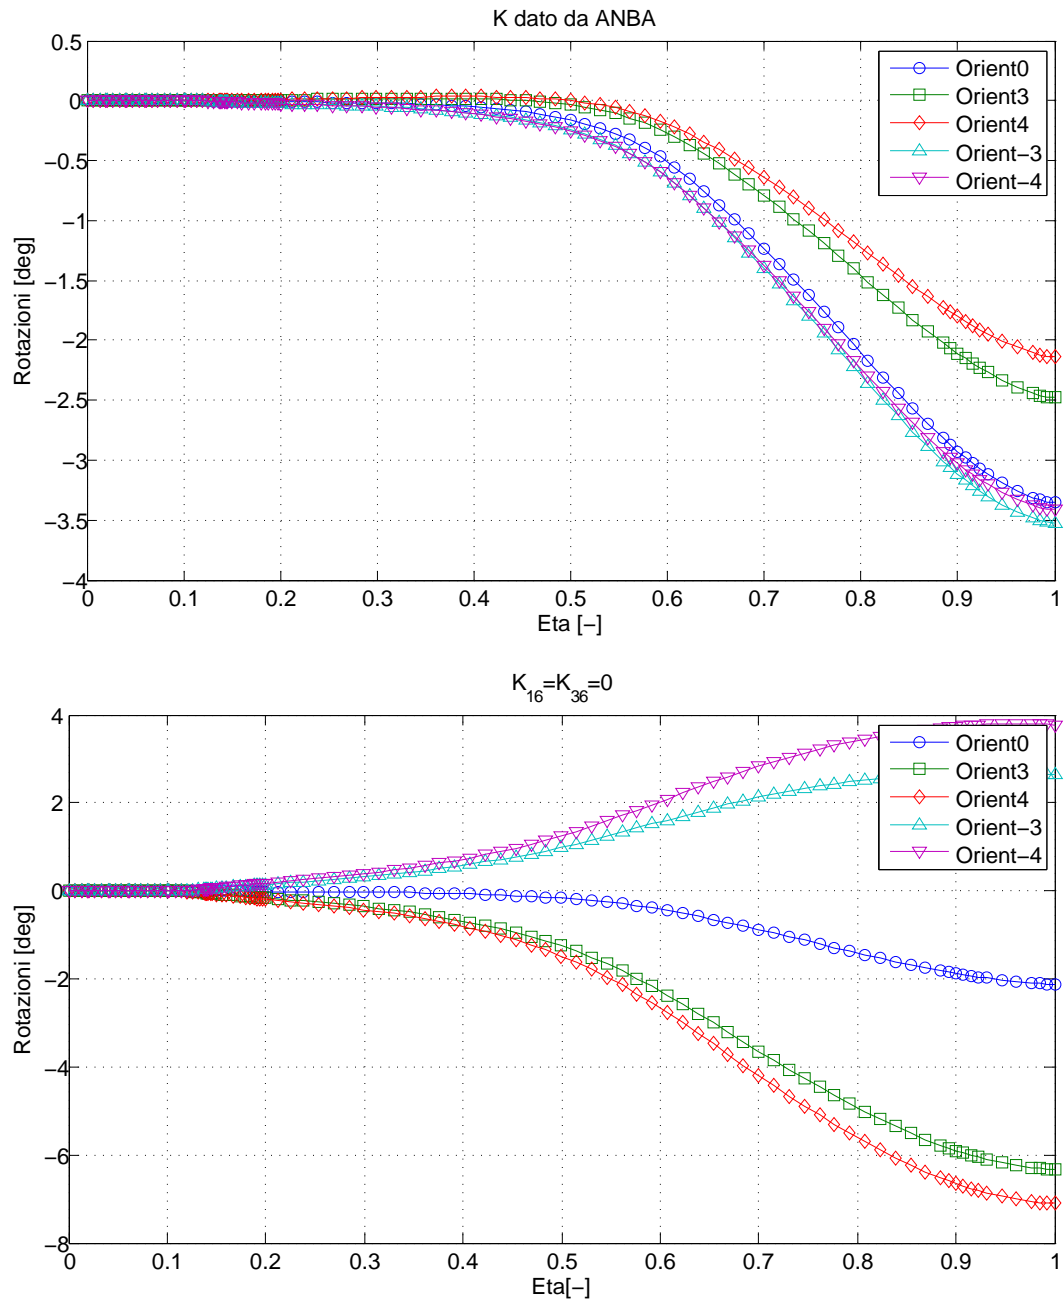 K dato da ANBA
0.5
0
−0.5
−1
−1.5
−2
−2.5
−3
−3.5
−4
Rotazioni [deg]
Orient0
Orient3
Orient4
Orient−3
Orient−4
0 0.1 0.2 0.3 0.4 0.5 0.6 0.7 0.8 0.9 1
Eta [−]
K16=K36=0
4
2
0
−2
−4
−6
−8
Rotazioni [deg]
Orient0
Orient3
Orient4
Orient−3
Orient−4
0 0.1 0.2 0.3 0.4 0.5 0.6 0.7 0.8 0.9 1
Eta[−]